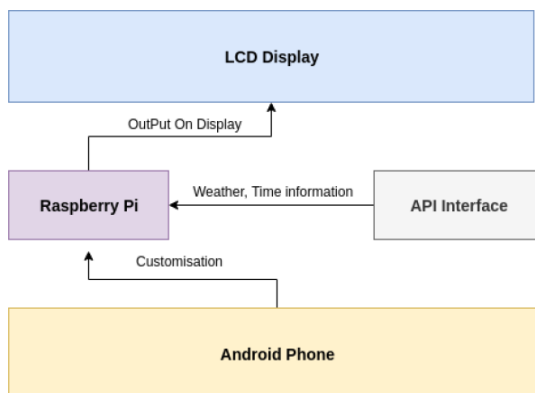 LCD Display
OutPut On Display
Raspberry Pi
Weather, Time information
API Interface
Customisation
Android Phone